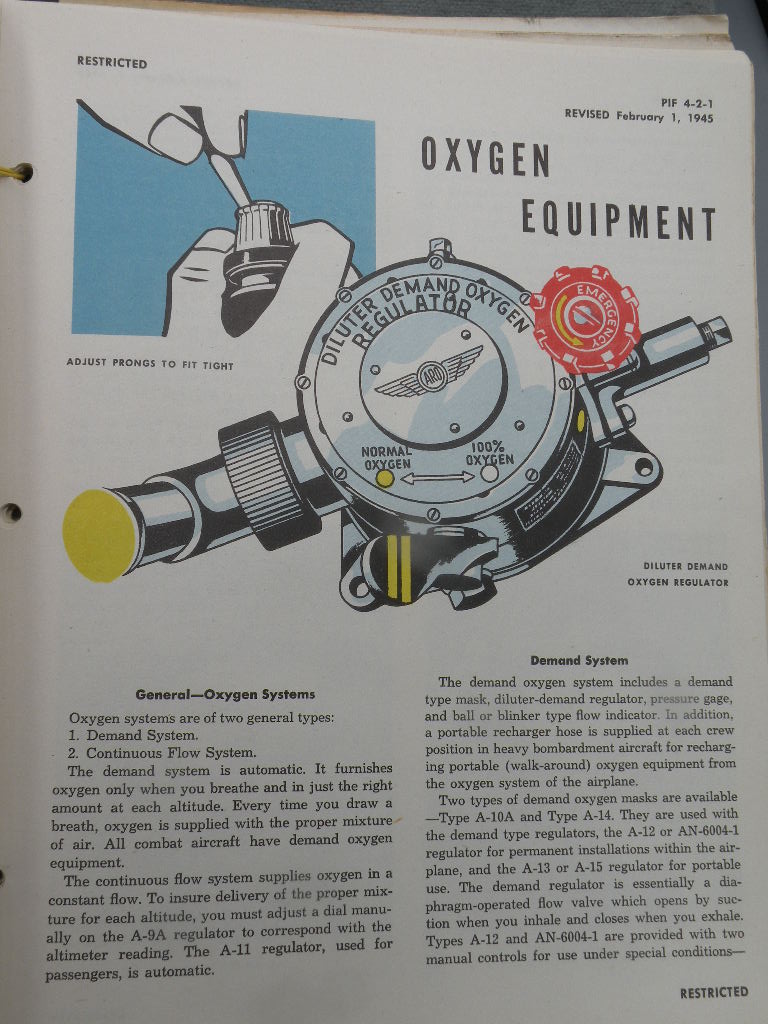 RESTRICTED
PIF 4-2-1
REVISED February 1, 1945
OXYGEN
EQUIPMENT
ADJUST PRONGS TO FIT TIGHT
DILUTER DEMAND OXYGEN
REGULATOR
EMERGENCY
ARO
NORMAL
OXYGEN
100%
OXYGEN
DILUTER DEMAND
OXYGEN REGULATOR
General—Oxygen Systems
Oxygen systems are of two general types:
1. Demand System.
2. Continuous Flow System.
The demand system is automatic. It furnishes
oxygen only when you breathe and in just the right
amount at each altitude. Every time you draw a
breath, oxygen is supplied with the proper mixture
of air. All combat aircraft have demand oxygen
equipment.
The continuous flow system supplies oxygen in a
constant flow. To insure delivery of the proper mix-
ture for each altitude, you must adjust a dial manu-
ally on the A-9A regulator to correspond with the
altimeter reading. The A-11 regulator, used for
passengers, is automatic.
Demand System
The demand oxygen system includes a demand
type mask, diluter-demand regulator, pressure gage,
and ball or blinker type flow indicator. In addition,
a portable recharger hose is supplied at each crew
position in heavy bombardment aircraft for recharg-
ing portable (walk-around) oxygen equipment from
the oxygen system of the airplane.
Two types of demand oxygen masks are available
—Type A-10A and Type A-14. They are used with
the demand type regulators, the A-12 or AN-6004-1
regulator for permanent installations within the air-
plane, and the A-13 or A-15 regulator for portable
use. The demand regulator is essentially a dia-
phragm-operated flow valve which opens by suc-
tion when you inhale and closes when you exhale.
Types A-12 and AN-6004-1 are provided with two
manual controls for use under special conditions—
RESTRICTED